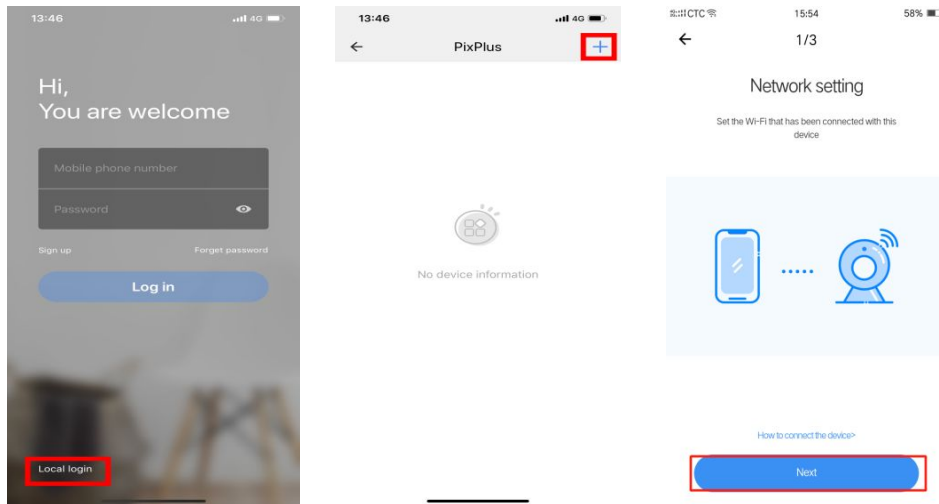 13:46
4G
Hi,
You are welcome
Mobile phone number
Password
Sign up
Forget password
Log in
Local login
13:46
4G
PixPlus
No device information
CTC
15:54
58%
1/3
Network setting
Set the Wi-Fi that has been connected with this
device
How to connect the device>
Next